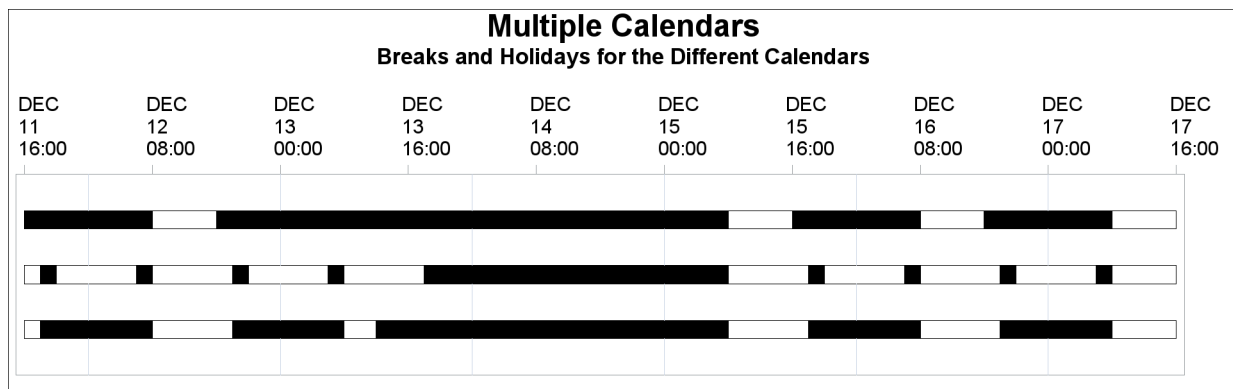 Multiple Calendars
Breaks and Holidays for the Different Calendars
DEC DEC DEC DEC DEC DEC DEC DEC DEC DEC
11 12 13 13 14 15 15 16 17 17
16:00 08:00 00:00 16:00 08:00 00:00 16:00 08:00 00:00 16:00